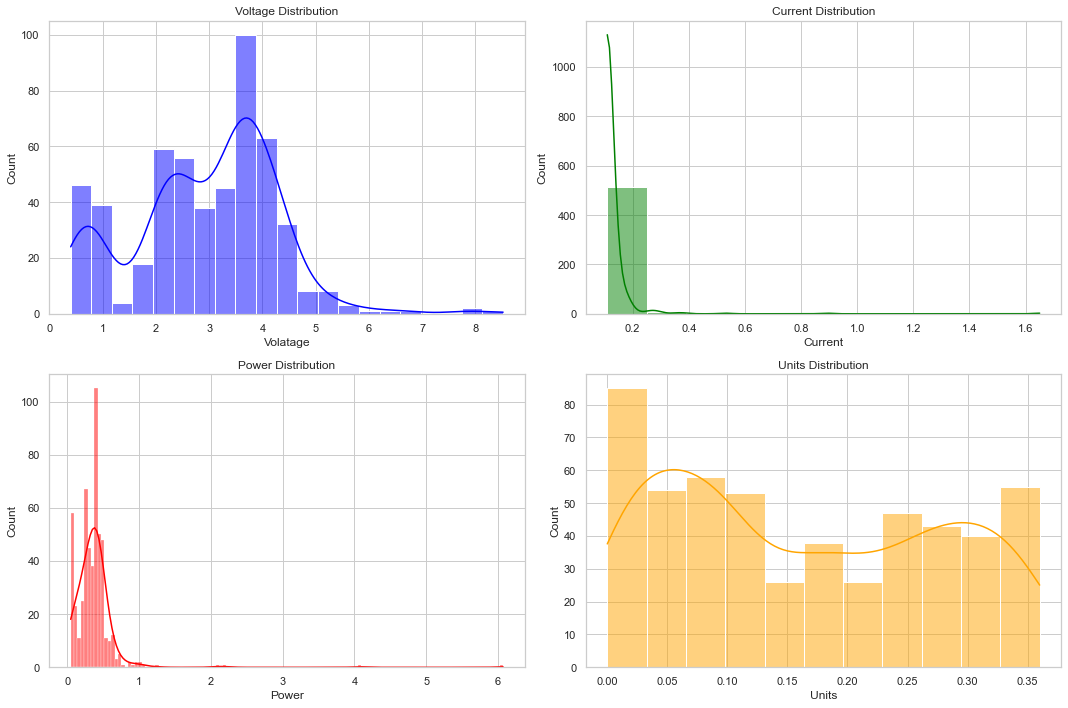 Voltage Distribution
Count
100
80
60
40
20
0
0 1 2 3 4 5 6 7 8
Volatage
Current Distribution
Count
1000
800
600
400
200
0
0.2 0.4 0.6 0.8 1.0 1.2 1.4 1.6
Current
Power Distribution
Count
100
80
60
40
20
0
0 1 2 3 4 5 6
Power
Units Distribution
Count
80
70
60
50
40
30
20
10
0
0.00 0.05 0.10 0.15 0.20 0.25 0.30 0.35
Units